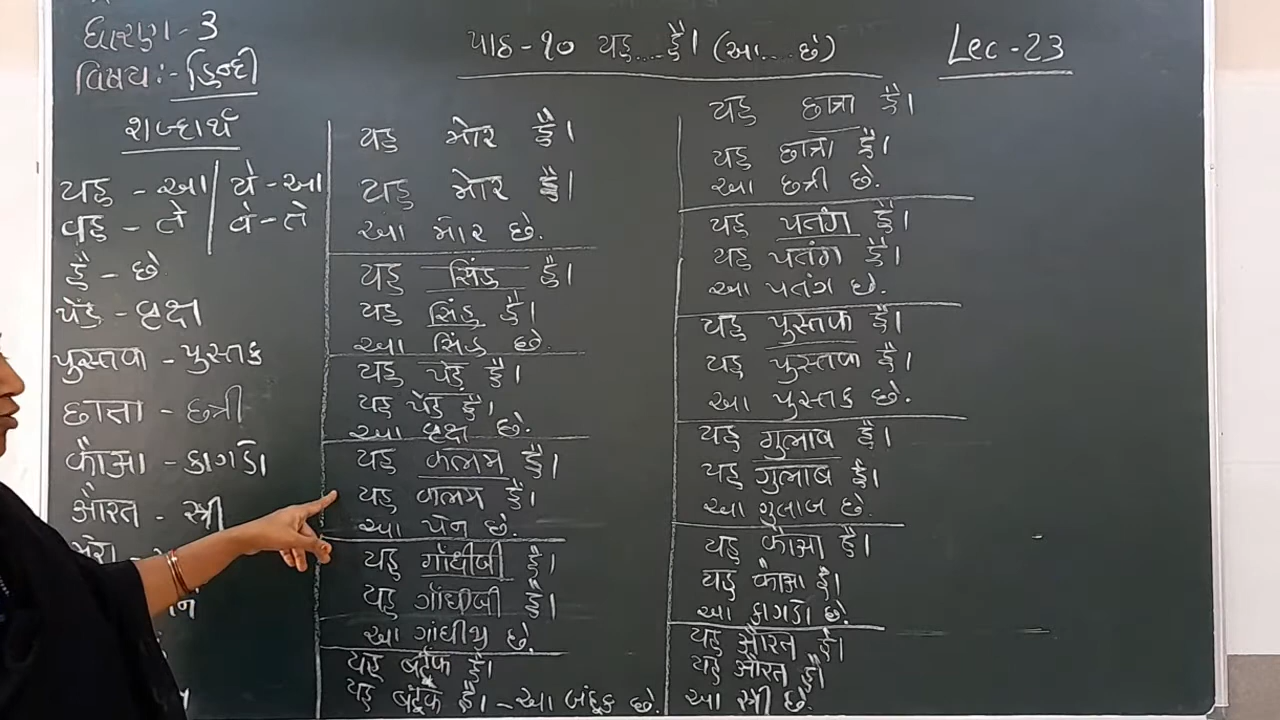 ધોરણ - 3
વિષય :- हिन्दी
पाठ - १० यह....है। (આ....છે)
Lec - 23
शब्दार्थ
यह - આ / ये - આ
वह - તે / वे - તે
है - છે
पेड़ - વૃક્ષ
पुस्तक - પુસ્તક
छाता - છત્રી
कौआ - કાગડો
औरत - સ્ત્રી
यह मोर है।
यह मोर है।
આ મોર છે.
यह सिंह है।
यह सिंह है।
આ સિંહ છે.
यह पेड़ है।
यह पेड़ है।
આ વૃક્ષ છે.
यह कलम है।
यह कलम है।
આ પેન છે.
यह गाँधीजी है।
यह गाँधीजी है।
આ ગાંધીજી છે.
यह बंदूक है।
यह बंदूक है। - આ બંદૂક છે.
यह छाता है।
यह छाता है।
આ છત્રી છે.
यह पतंग है।
यह पतंग है।
આ પતંગ છે.
यह पुस्तक है।
यह पुस्तक है।
આ પુસ્તક છે.
यह गुलाब है।
यह गुलाब है।
આ ગુલાબ છે.
यह कौआ है।
यह कौआ है।
આ કાગડો છે.
यह औरत है।
यह औरत है।
આ સ્ત્રી છે.